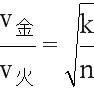 v金/v火 = √(k/n)